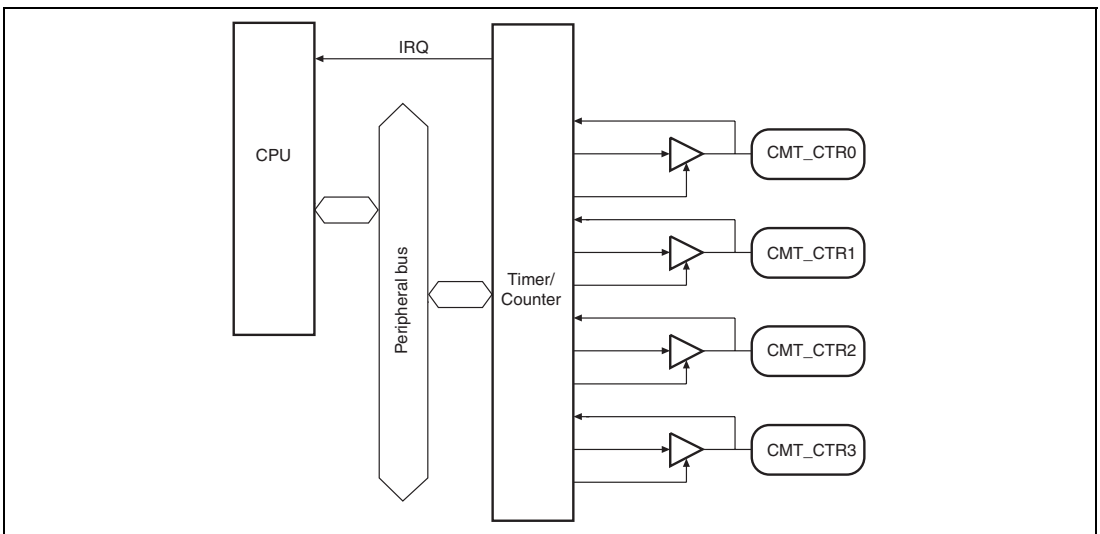 IRQ
CPU
Peripheral bus
Timer/
Counter
CMT_CTR0
CMT_CTR1
CMT_CTR2
CMT_CTR3